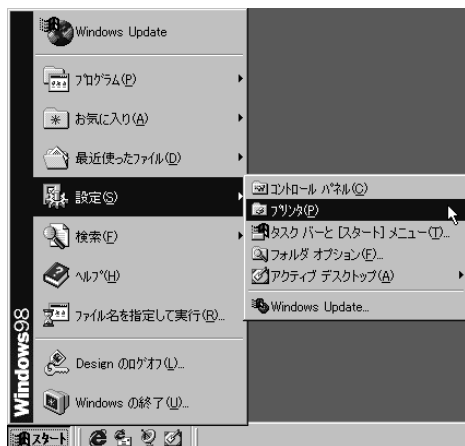 Windows Update
ﾌﾟﾛｸﾞﾗﾑ(P)
お気に入り(A)
最近使ったﾌｧｲﾙ(D)
設定(S)
検索(F)
ﾍﾙﾌﾟ(H)
ﾌｧｲﾙ名を指定して実行(R)...
Design のﾛｸﾞｵﾌ(L)...
Windows の終了(U)...
Windows98
ｺﾝﾄﾛｰﾙ ﾊﾟﾈﾙ(C)
ﾌﾟﾘﾝﾀ(P)
ﾀｽｸ ﾊﾞｰと [ｽﾀｰﾄ] ﾒﾆｭｰ(T)...
ﾌｫﾙﾀﾞ ｵﾌﾟｼｮﾝ(F)...
ｱｸﾃｨﾌﾞ ﾃﾞｽｸﾄｯﾌﾟ(A)
Windows Update...
ｽﾀｰﾄ